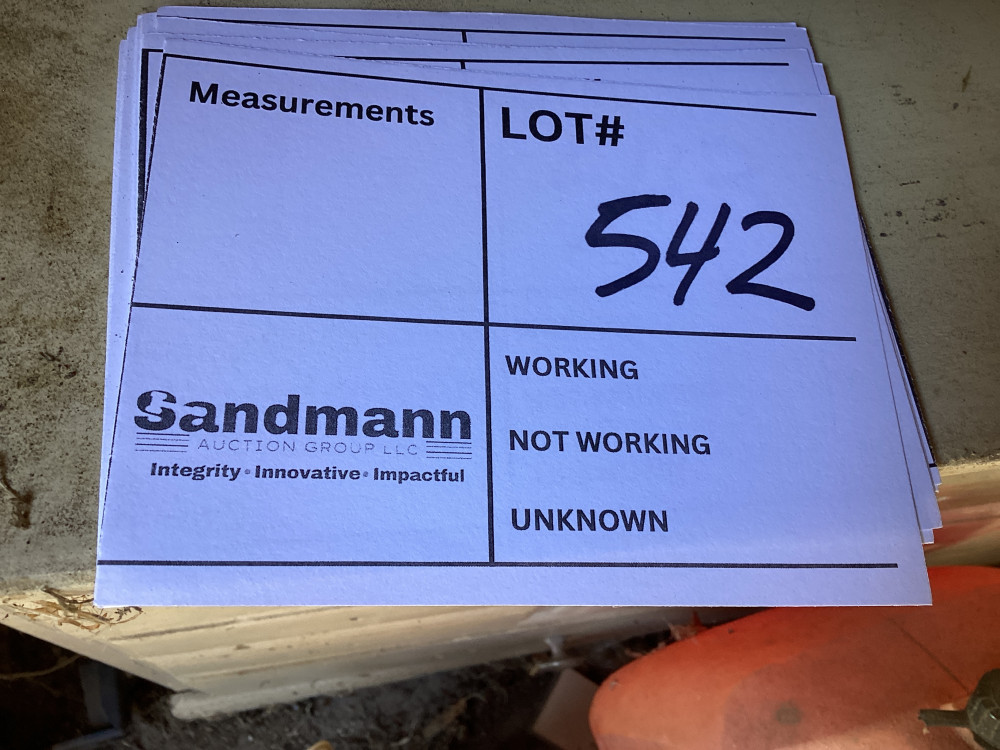 Measurements
LOT#
542
Sandmann
AUCTION GROUP LLC
Integrity • Innovative • Impactful
WORKING
NOT WORKING
UNKNOWN